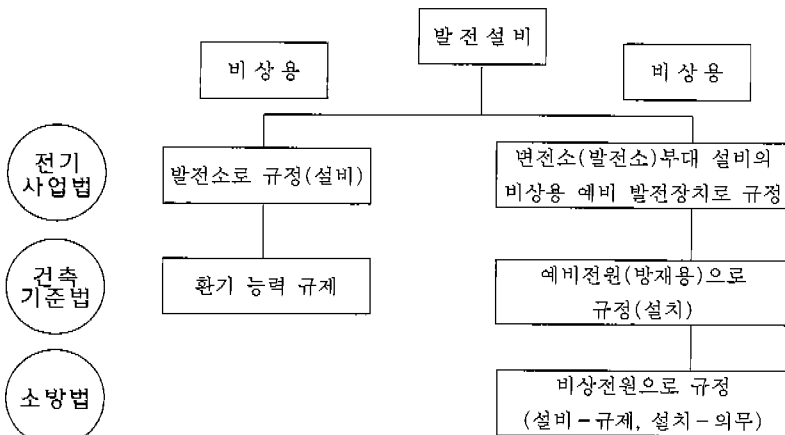 발전설비
비상용
비상용
전기
사업법
발전소로 규정(설비)
변전소(발전소)부대 설비의
비상용 예비 발전장치로 규정
건축
기준법
환기 능력 규제
예비전원(방재용)으로
규정(설치)
소방법
비상전원으로 규정
(설비-규제, 설치-의무)